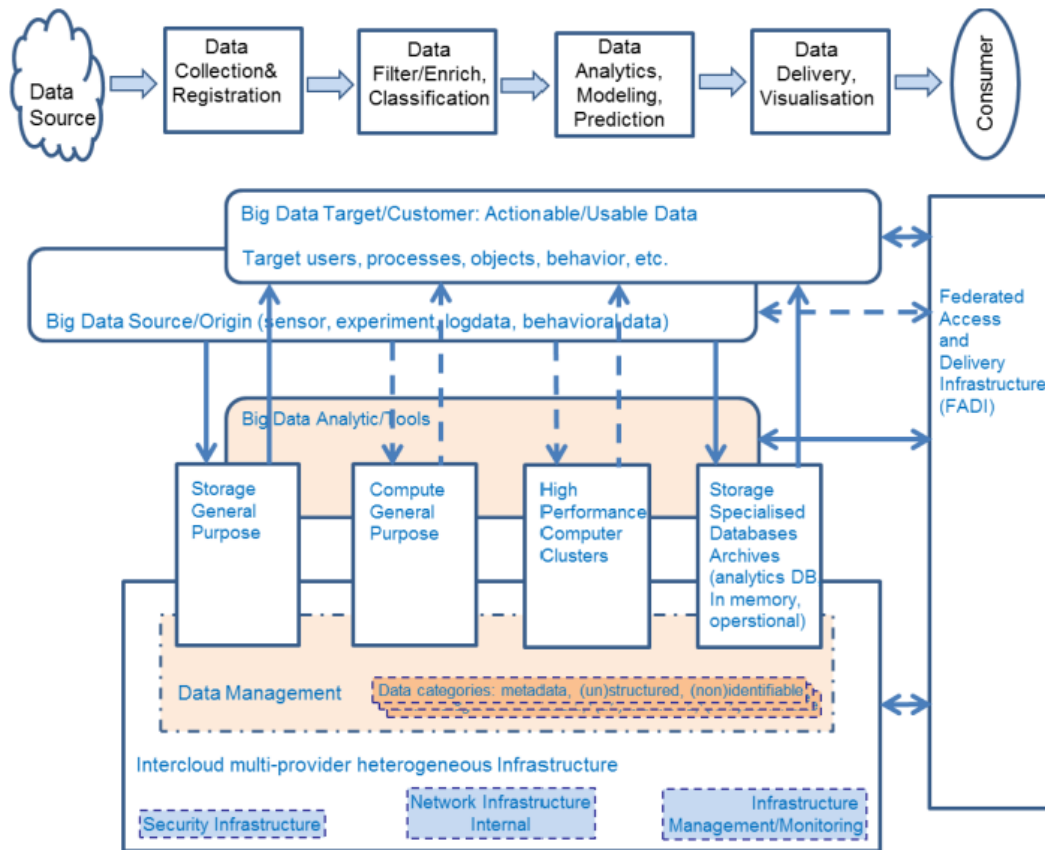 Data
Source
Data
Collection&
Registration
Data
Filter/Enrich,
Classification
Data
Analytics,
Modeling,
Prediction
Data
Delivery,
Visualisation
Consumer
Big Data Target/Customer: Actionable/Usable Data
Target users, processes, objects, behavior, etc.
Big Data Source/Origin (sensor, experiment, logdata, behavioral data)
Federated
Access
and
Delivery
Infrastructure
(FADI)
Big Data Analytic/Tools
Storage
General
Purpose
Compute
General
Purpose
High
Performance
Computer
Clusters
Storage
Specialised
Databases
Archives
(analytics DB
In memory,
operstional)
Data Management
Data categories: metadata, (un)structured, (non)identifiable
Intercloud multi-provider heterogeneous Infrastructure
Security Infrastructure
Network Infrastructure
Internal
Infrastructure
Management/Monitoring